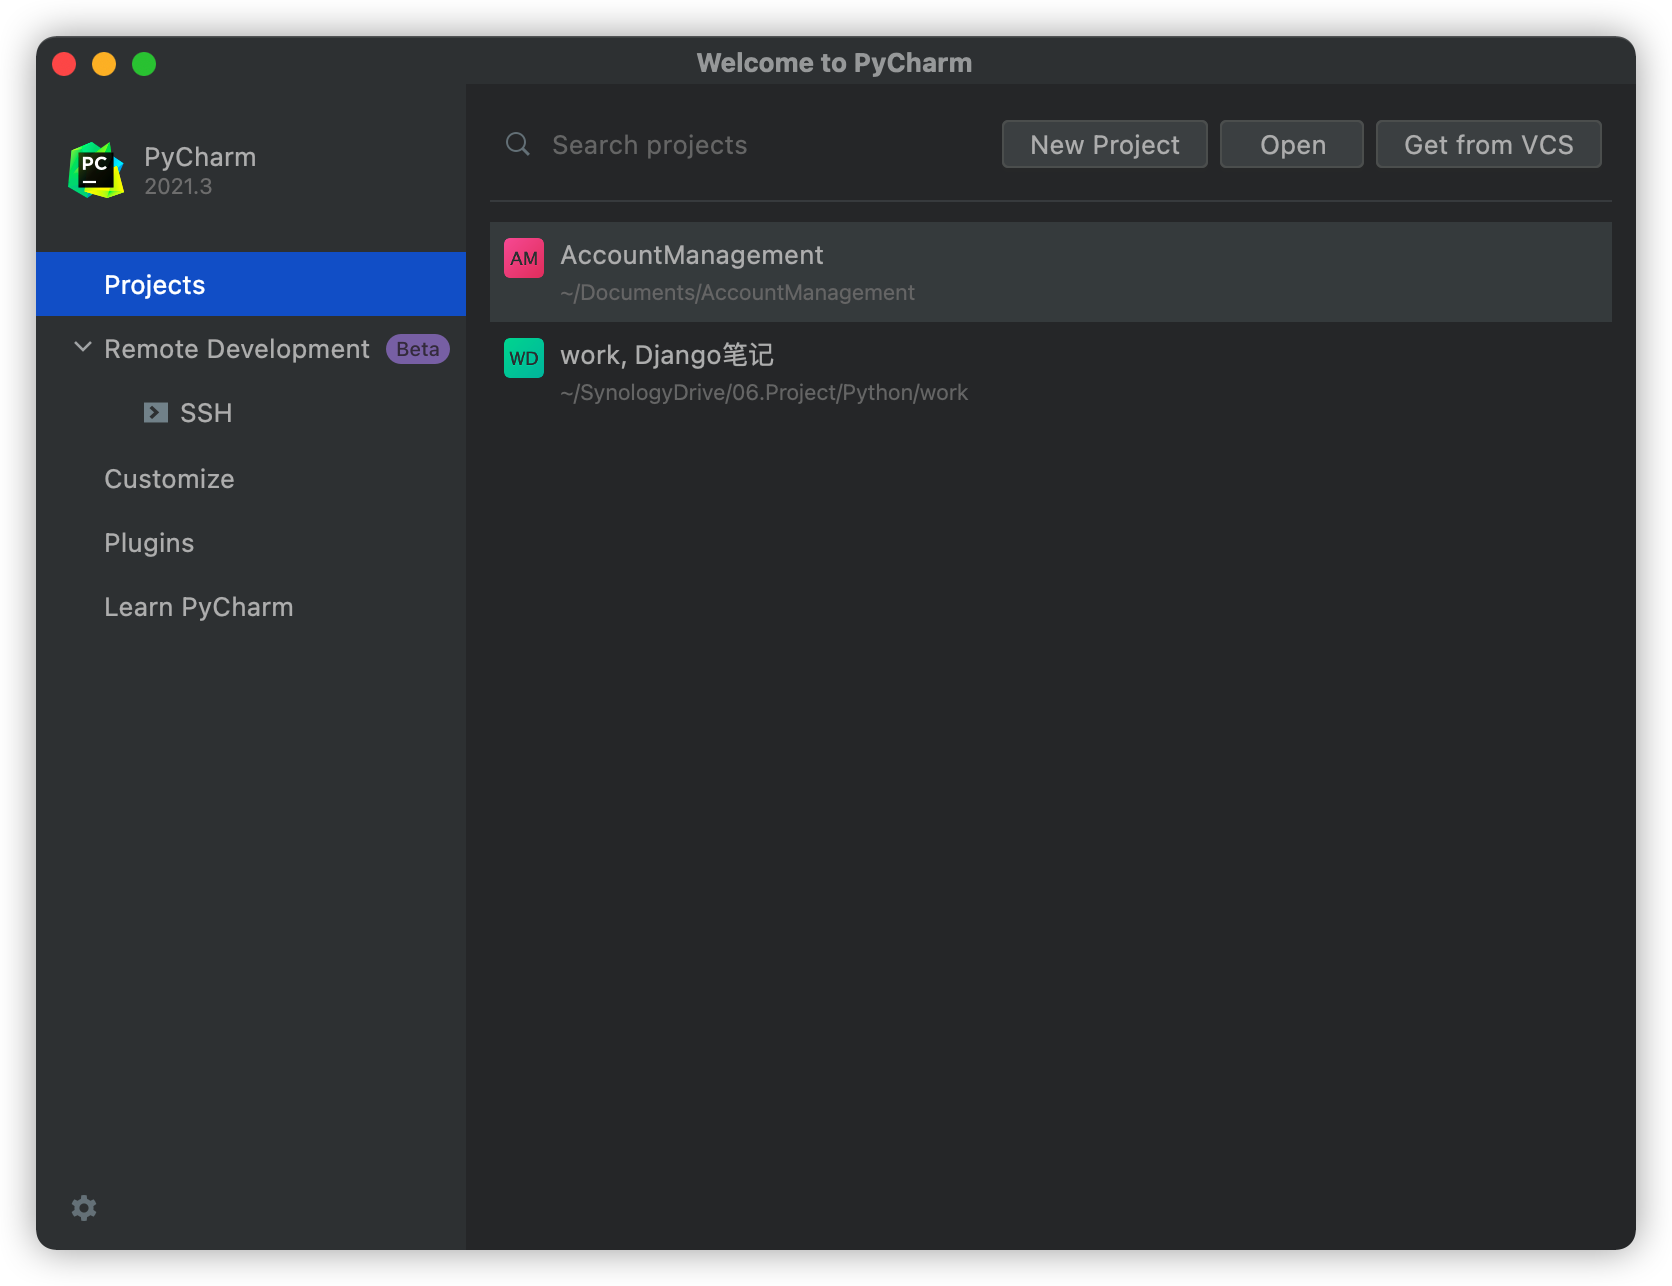 Welcome to PyCharm
PC
PyCharm
2021.3
Projects
Remote Development Beta
SSH
Customize
Plugins
Learn PyCharm
Search projects
New Project
Open
Get from VCS
AM
AccountManagement
~/Documents/AccountManagement
WD
work, Django笔记
~/SynologyDrive/06.Project/Python/work